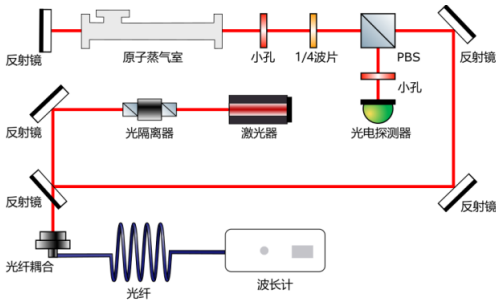 反射镜
原子蒸气室
小孔
1/4波片
PBS
反射镜
小孔
反射镜
光隔离器
激光器
光电探测器
反射镜
反射镜
光纤耦合
光纤
波长计